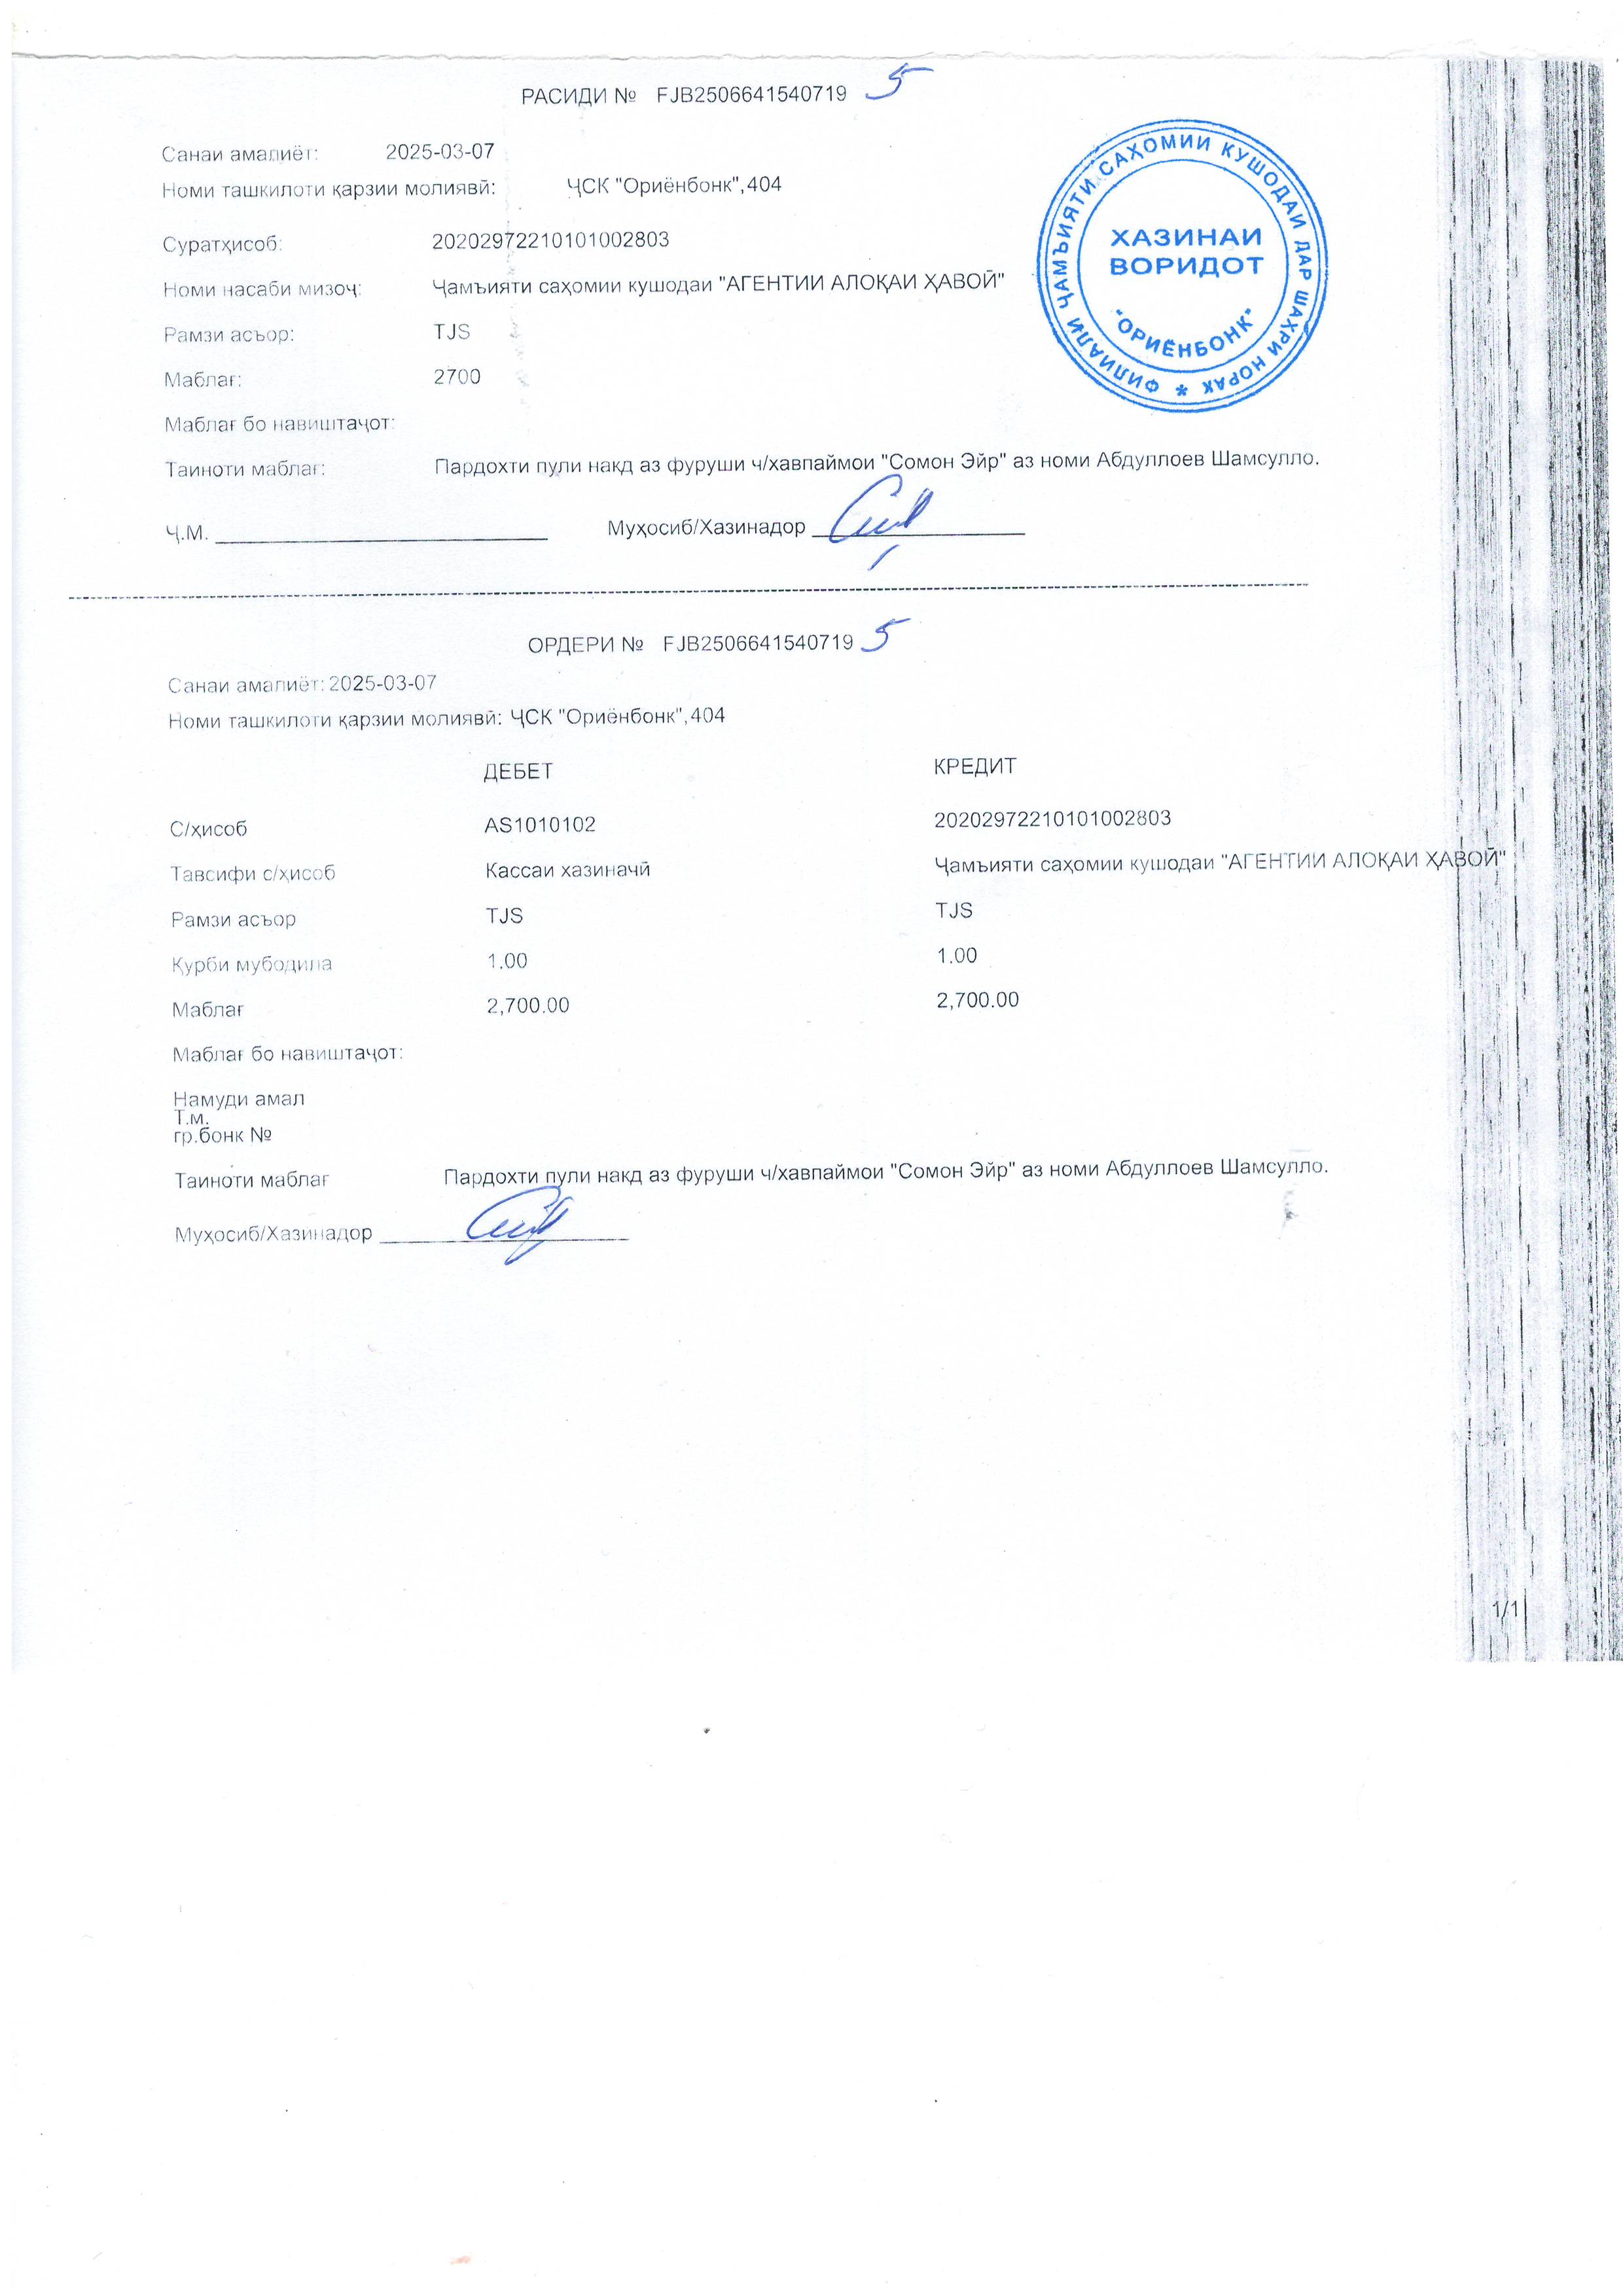 РАСИДИ № FJB2506641540719 5
Санаи амалиёт: 2025-03-07
Номи ташкилоти қарзии молиявӣ: ҶСК "Ориёнбонк",404
Суратҳисоб: 20202972210101002803
Номи насаби мизоҷ: Ҷамъияти саҳомии кушодаи "АГЕНТИИ АЛОҚАИ ҲАВОӢ"
Рамзи асъор: TJS
Маблағ: 2700
Маблағ бо навиштаҷот:
Таиноти маблағ: Пардохти пули накд аз фуруши ч/хавпаймои "Сомон Эйр" аз номи Абдуллоев Шамсулло.
Ҷ.М. Муҳосиб/Хазинадор
ФИЛИАЛИ ҶАМЪИЯТИ САҲОМИИ КУШОДАИ ДАР ШАҲРИ НОРАК *
ХАЗИНАИ
ВОРИДОТ
"ОРИЁНБОНК"
ОРДЕРИ № FJB2506641540719 5
Санаи амалиёт: 2025-03-07
Номи ташкилоти қарзии молиявӣ: ҶСК "Ориёнбонк",404
ДЕБЕТ КРЕДИТ
С/ҳисоб AS1010102 20202972210101002803
Тавсифи с/ҳисоб Кассаи хазиначӣ Ҷамъияти саҳомии кушодаи "АГЕНТИИ АЛОҚАИ ҲАВОӢ"
Рамзи асъор TJS TJS
Қурби мубодила 1.00 1.00
Маблағ 2,700.00 2,700.00
Маблағ бо навиштаҷот:
Намуди амал
Т.м.
гр.бонк №
Таиноти маблағ Пардохти пули накд аз фуруши ч/хавпаймои "Сомон Эйр" аз номи Абдуллоев Шамсулло.
Муҳосиб/Хазинадор
1/1